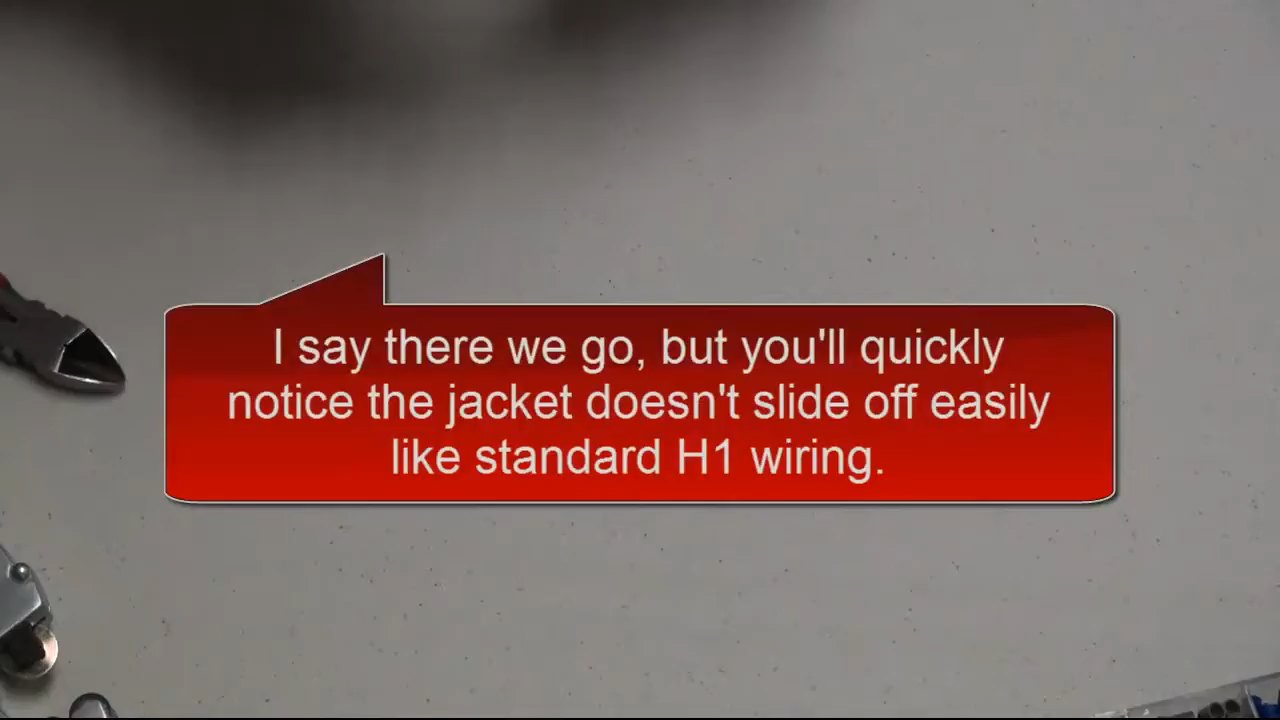 I say there we go, but you'll quickly
notice the jacket doesn't slide off easily
like standard H1 wiring.